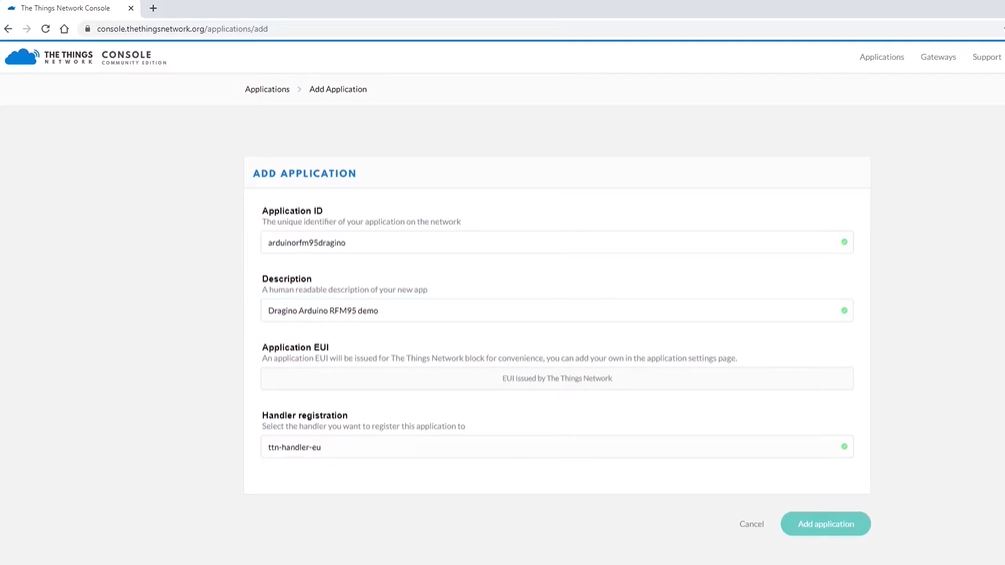 The Things Network Console
console.thethingsnetwork.org/applications/add
THE THINGS NETWORK
CONSOLE
COMMUNITY EDITION
Applications
Gateways
Support
Applications > Add Application
ADD APPLICATION
Application ID
The unique identifier of your application on the network
arduinorfm95dragino
Description
A human readable description of your new app
Dragino Arduino RFM95 demo
Application EUI
An application EUI will be issued for The Things Network block for convenience, you can add your own in the application settings page.
EUI issued by The Things Network
Handler registration
Select the handler you want to register this application to
ttn-handler-eu
Cancel
Add application